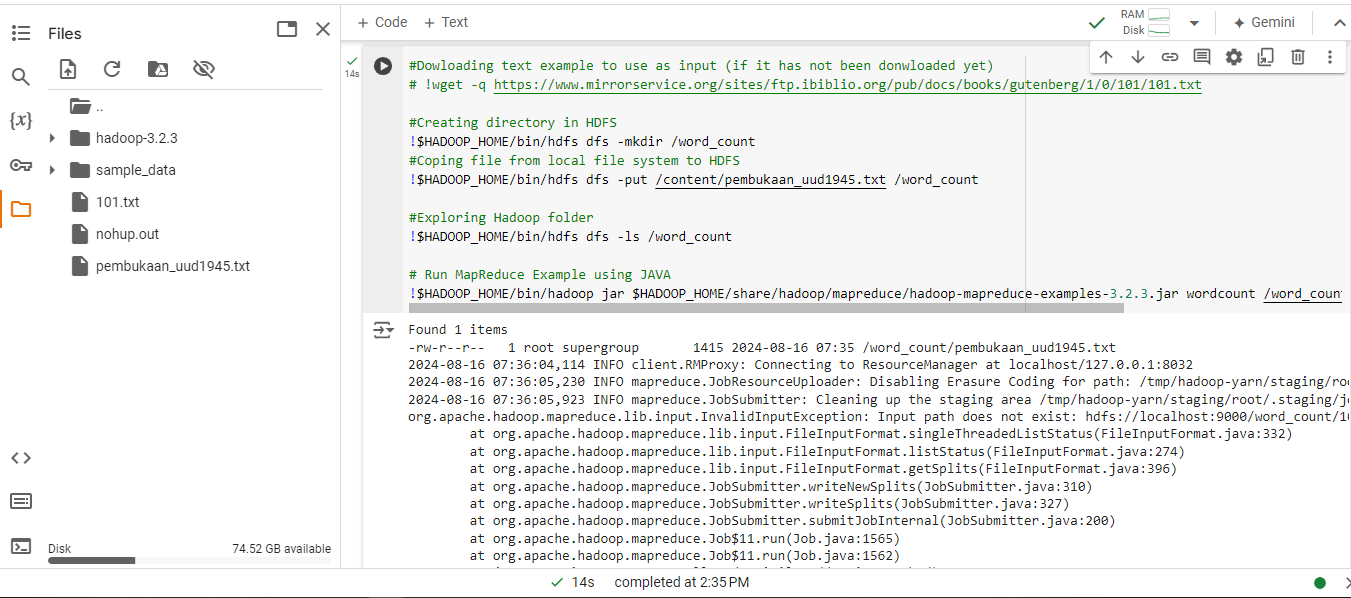 Files
..
hadoop-3.2.3
sample_data
101.txt
nohup.out
pembukaan_uud1945.txt
Disk
74.52 GB available
+ Code + Text
RAM
Disk
Gemini
14s
#Dowloading text example to use as input (if it has not been donwloaded yet)
# !wget -q https://www.mirrorservice.org/sites/ftp.ibiblio.org/pub/docs/books/gutenberg/1/0/101/101.txt
#Creating directory in HDFS
!$HADOOP_HOME/bin/hdfs dfs -mkdir /word_count
#Coping file from local file system to HDFS
!$HADOOP_HOME/bin/hdfs dfs -put /content/pembukaan_uud1945.txt /word_count
#Exploring Hadoop folder
!$HADOOP_HOME/bin/hdfs dfs -ls /word_count
# Run MapReduce Example using JAVA
!$HADOOP_HOME/bin/hadoop jar $HADOOP_HOME/share/hadoop/mapreduce/hadoop-mapreduce-examples-3.2.3.jar wordcount /word_coun
Found 1 items
-rw-r--r-- 1 root supergroup 1415 2024-08-16 07:35 /word_count/pembukaan_uud1945.txt
2024-08-16 07:36:04,114 INFO client.RMProxy: Connecting to ResourceManager at localhost/127.0.0.1:8032
2024-08-16 07:36:05,230 INFO mapreduce.JobResourceUploader: Disabling Erasure Coding for path: /tmp/hadoop-yarn/staging/roo
2024-08-16 07:36:05,923 INFO mapreduce.JobSubmitter: Cleaning up the staging area /tmp/hadoop-yarn/staging/root/.staging/j
org.apache.hadoop.mapreduce.lib.input.InvalidInputException: Input path does not exist: hdfs://localhost:9000/word_count/10
at org.apache.hadoop.mapreduce.lib.input.FileInputFormat.singleThreadedListStatus(FileInputFormat.java:332)
at org.apache.hadoop.mapreduce.lib.input.FileInputFormat.listStatus(FileInputFormat.java:274)
at org.apache.hadoop.mapreduce.lib.input.FileInputFormat.getSplits(FileInputFormat.java:396)
at org.apache.hadoop.mapreduce.JobSubmitter.writeNewSplits(JobSubmitter.java:310)
at org.apache.hadoop.mapreduce.JobSubmitter.writeSplits(JobSubmitter.java:327)
at org.apache.hadoop.mapreduce.JobSubmitter.submitJobInternal(JobSubmitter.java:200)
at org.apache.hadoop.mapreduce.Job$11.run(Job.java:1565)
at org.apache.hadoop.mapreduce.Job$11.run(Job.java:1562)
14s completed at 2:35 PM